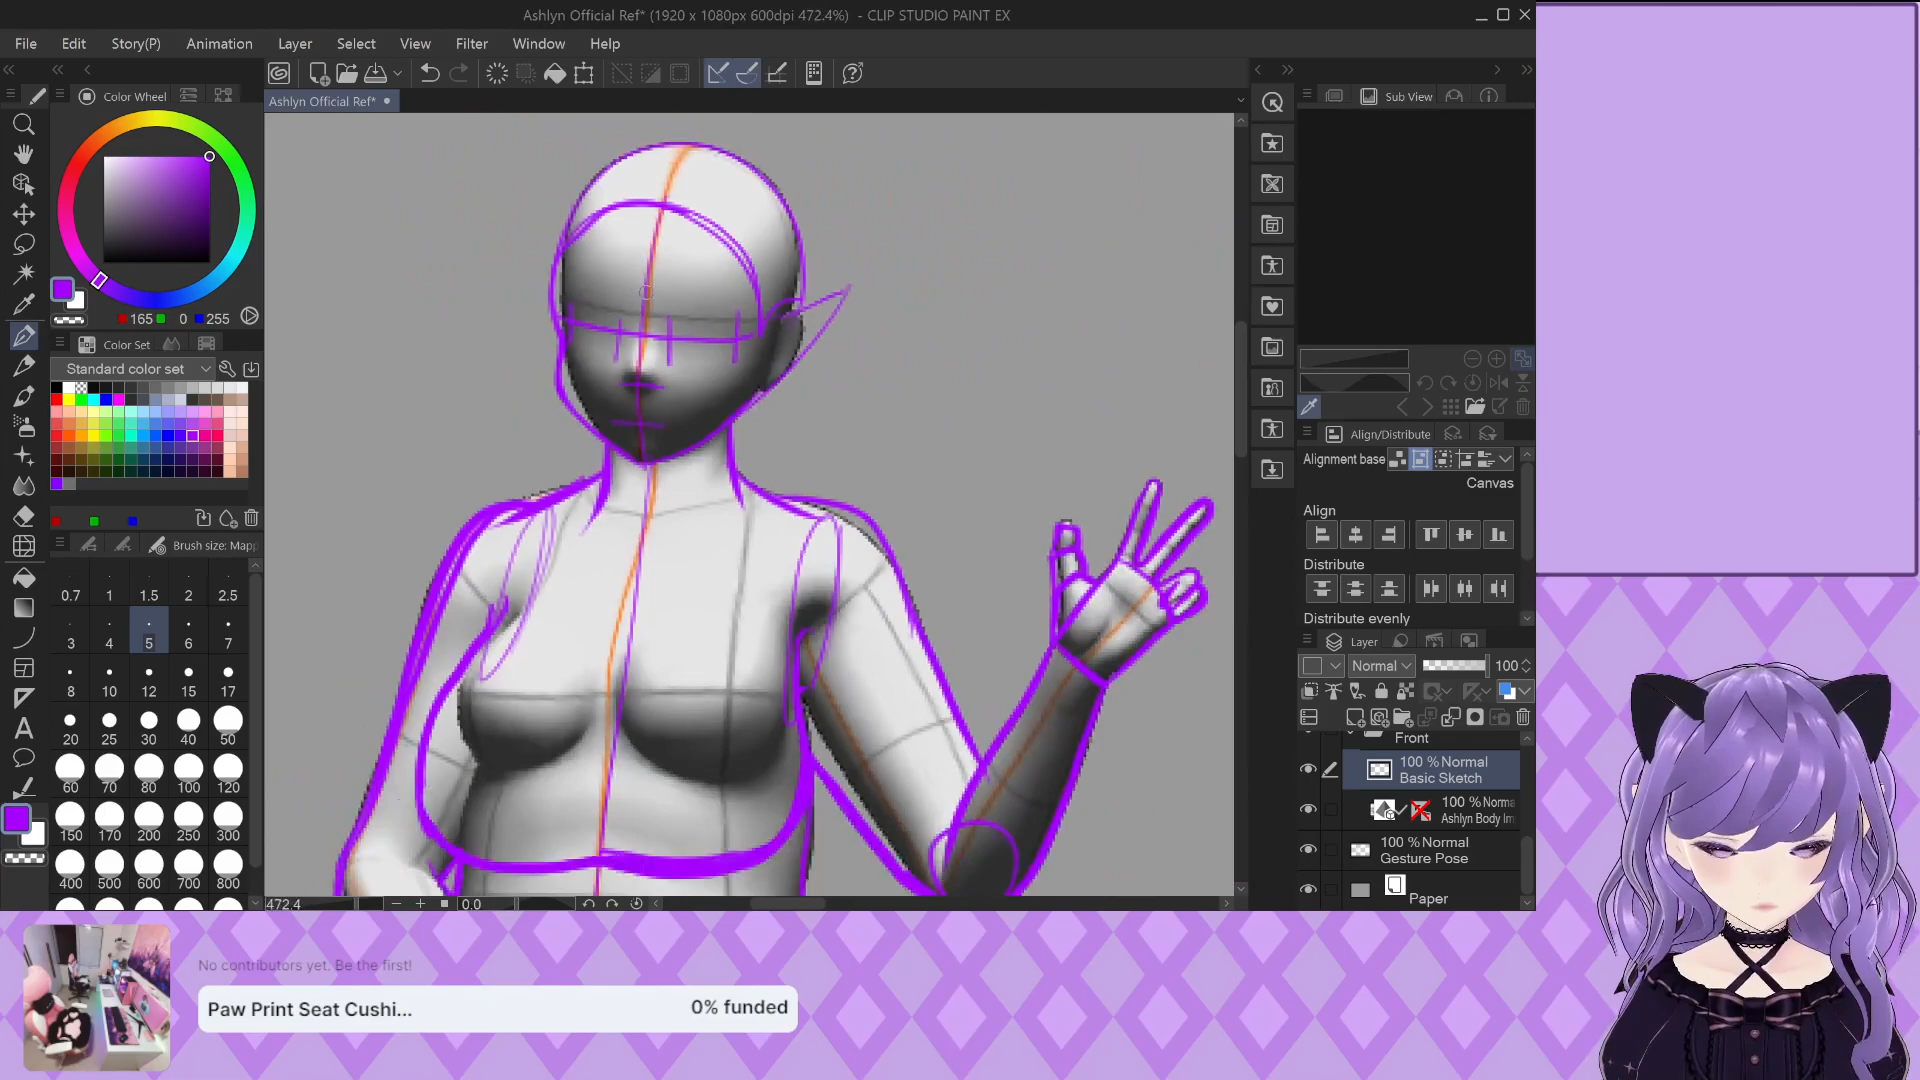 Ashlyn Official Ref* (1920 x 1080px 600dpi 472.4%) - CLIP STUDIO PAINT EX
File Edit Story(P) Animation Layer Select View Filter Window Help
Color Wheel
Ashlyn Official Ref*
Sub View
165 0 255
Color Set
Standard color set
Align/Distribute
Alignment base
Canvas
Align
Distribute
Distribute evenly
Brush size: Mapp
0.7 1 1.5 2 2.5
3 4 5 6 7
8 10 12 15 17
20 25 30 40 50
60 70 80 100 120
150 170 200 250 300
400 500 600 700 800
Layer
Normal 100
Front
100 % Normal
Basic Sketch
100 % Norma
Ashlyn Body Im
100 % Normal
Gesture Pose
Paper
472.4 0.0
No contributors yet. Be the first!
Paw Print Seat Cushi... 0% funded